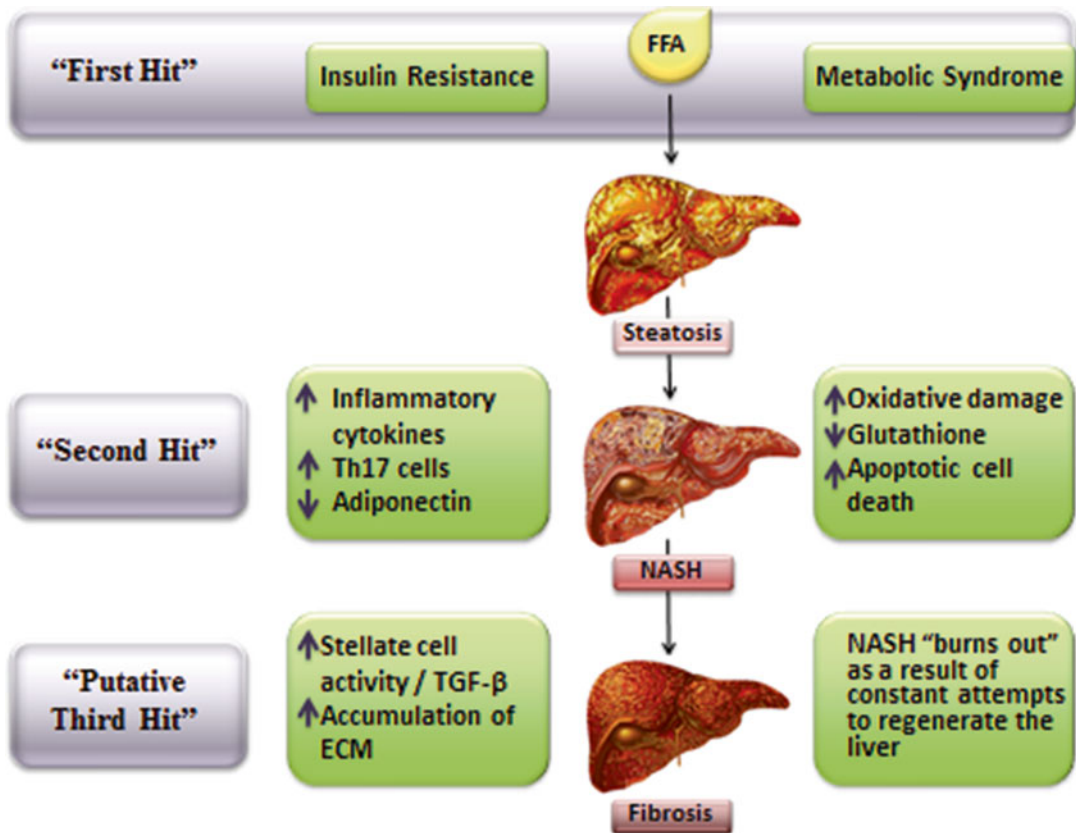 “First Hit”
Insulin Resistance
FFA
Metabolic Syndrome
Steatosis
“Second Hit”
Inflammatory
cytokines
Th17 cells
Adiponectin
Oxidative damage
Glutathione
Apoptotic cell
death
NASH
“Putative
Third Hit”
Stellate cell
activity / TGF-β
Accumulation of
ECM
NASH “burns out”
as a result of
constant attempts
to regenerate the
liver
Fibrosis